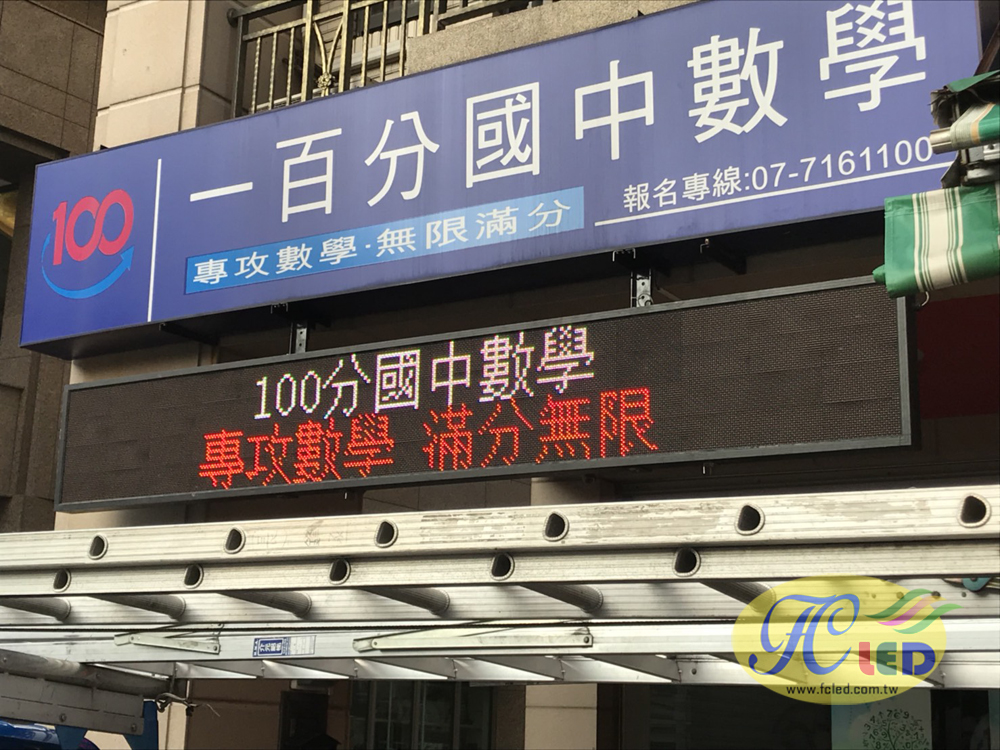 100
一百分國中數學
專攻數學·無限滿分
報名專線:07-7161100
100分國中數學
專攻數學 滿分無限
FC LED
www.fcled.com.tw